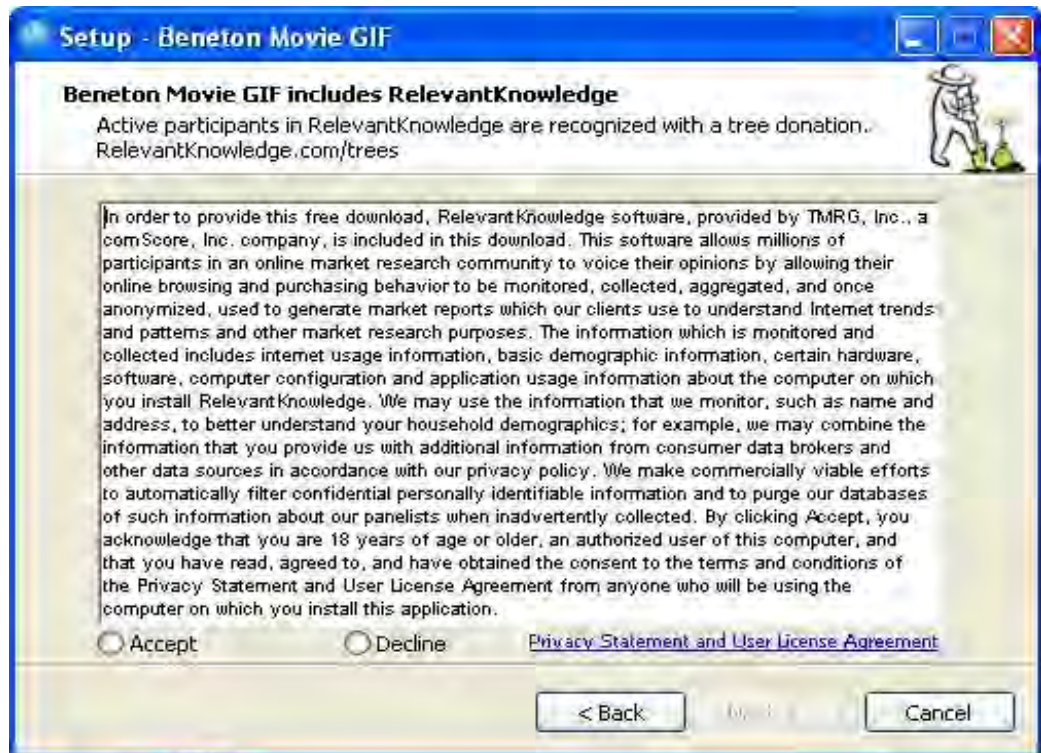 Setup - Beneton Movie GIF
Beneton Movie GIF includes RelevantKnowledge
Active participants in RelevantKnowledge are recognized with a tree donation.
RelevantKnowledge.com/trees
In order to provide this free download, RelevantKnowledge software, provided by TMRG, Inc., a
comScore, Inc. company, is included in this download. This software allows millions of
participants in an online market research community to voice their opinions by allowing their
online browsing and purchasing behavior to be monitored, collected, aggregated, and once
anonymized, used to generate market reports which our clients use to understand Internet trends
and patterns and other market research purposes. The information which is monitored and
collected includes internet usage information, basic demographic information, certain hardware,
software, computer configuration and application usage information about the computer on which
you install RelevantKnowledge. We may use the information that we monitor, such as name and
address, to better understand your household demographics; for example, we may combine the
information that you provide us with additional information from consumer data brokers and
other data sources in accordance with our privacy policy. We make commercially viable efforts
to automatically filter confidential personally identifiable information and to purge our databases
of such information about our panelists when inadvertently collected. By clicking Accept, you
acknowledge that you are 18 years of age or older, an authorized user of this computer, and
that you have read, agreed to, and have obtained the consent to the terms and conditions of
the Privacy Statement and User License Agreement from anyone who will be using the
computer on which you install this application.
Accept Decline Privacy Statement and User License Agreement
< Back Cancel